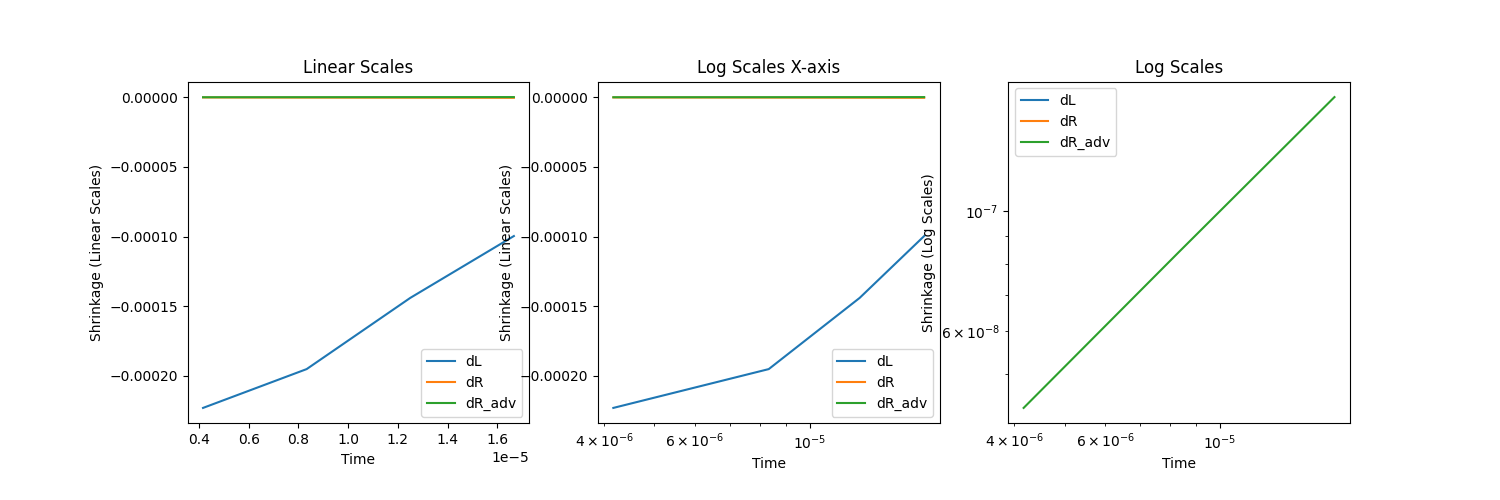 Linear Scales
Shrinkage (Linear Scales)
0.00000
−0.00005
−0.00010
−0.00015
−0.00020
0.4 0.6 0.8 1.0 1.2 1.4 1.6
1e−5
Time
dL
dR
dR_adv
Log Scales X-axis
Shrinkage (Linear Scales)
0.00000
−0.00005
−0.00010
−0.00015
−0.00020
4 × 10⁻⁶ 6 × 10⁻⁶ 10⁻⁵
Time
dL
dR
dR_adv
Log Scales
Shrinkage (Log Scales)
10⁻⁷
6 × 10⁻⁸
4 × 10⁻⁶ 6 × 10⁻⁶ 10⁻⁵
Time
dL
dR
dR_adv